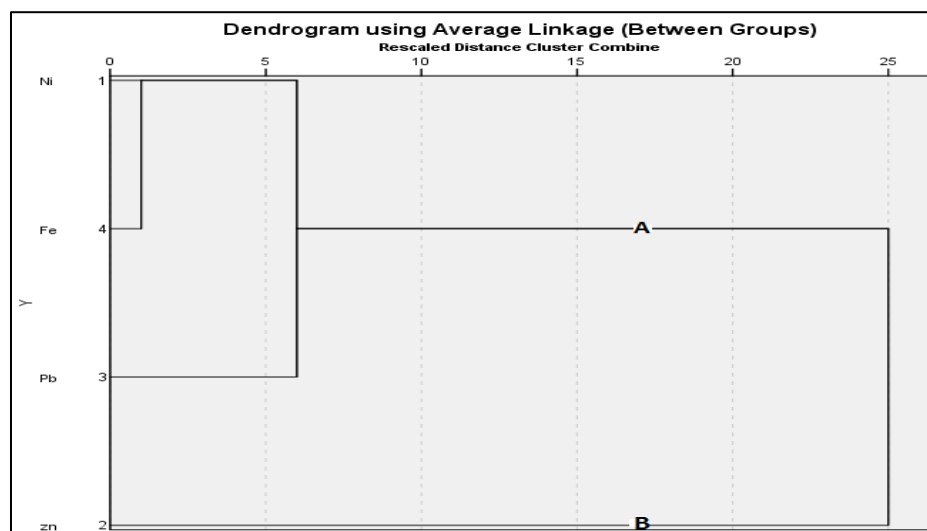 Dendrogram using Average Linkage (Between Groups)
Rescaled Distance Cluster Combine
0 5 10 15 20 25
Ni 1
Fe 4
A
Y
Pb 3
zn 2
B